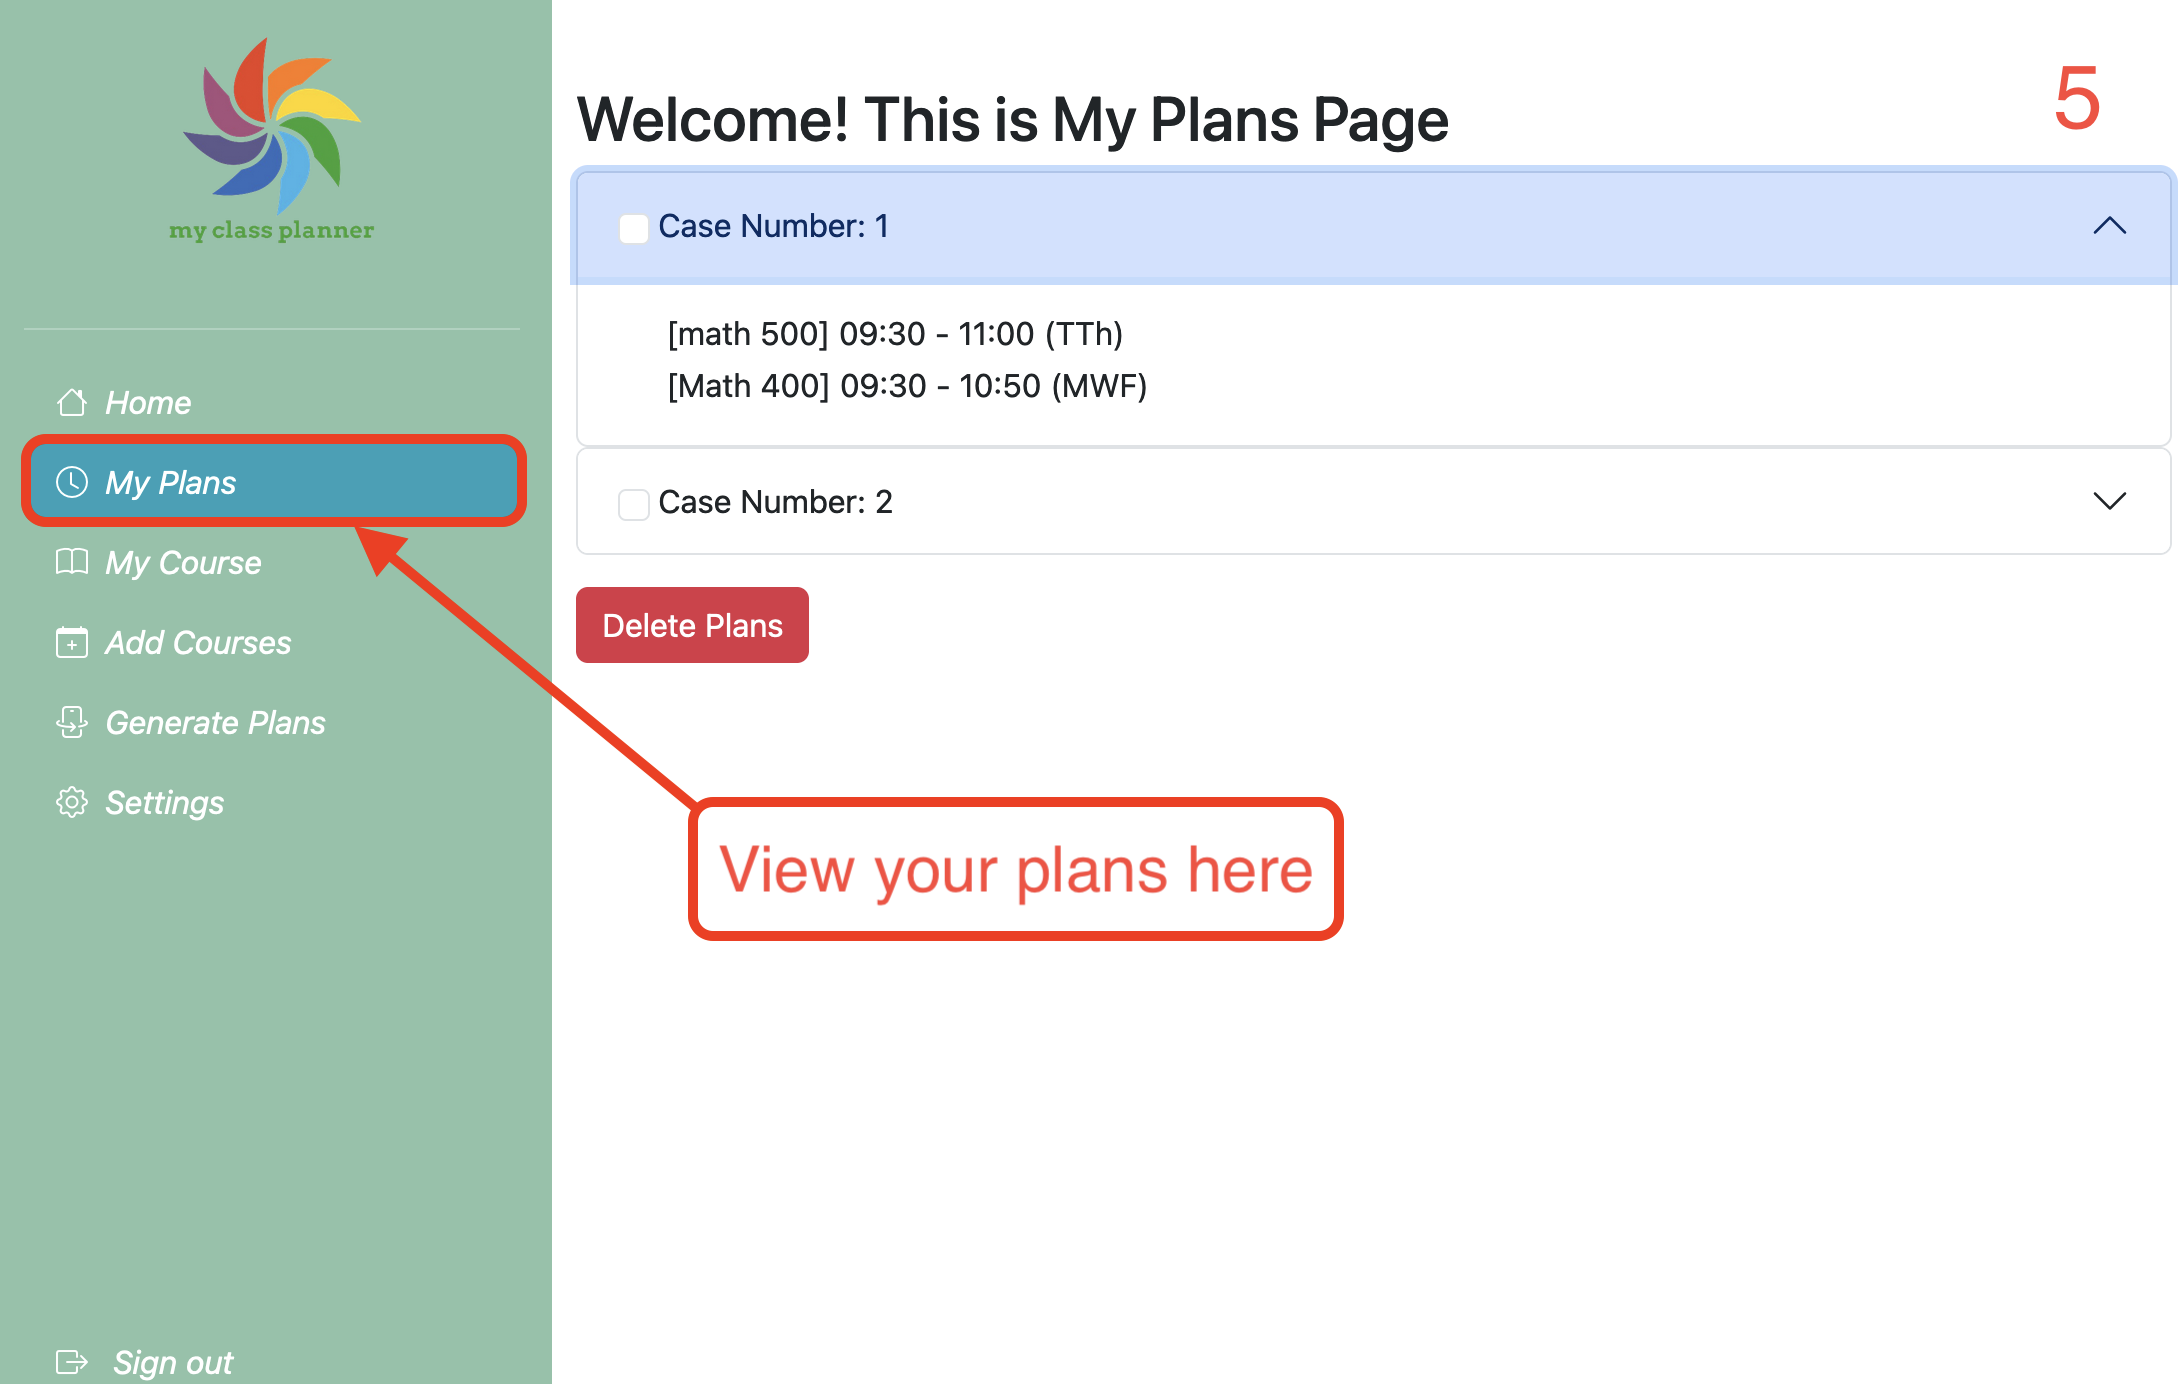 my class planner
Home
My Plans
My Course
Add Courses
Generate Plans
Settings
Sign out
Welcome! This is My Plans Page
5
Case Number: 1
[math 500] 09:30 - 11:00 (TTh)
[Math 400] 09:30 - 10:50 (MWF)
Case Number: 2
Delete Plans
View your plans here